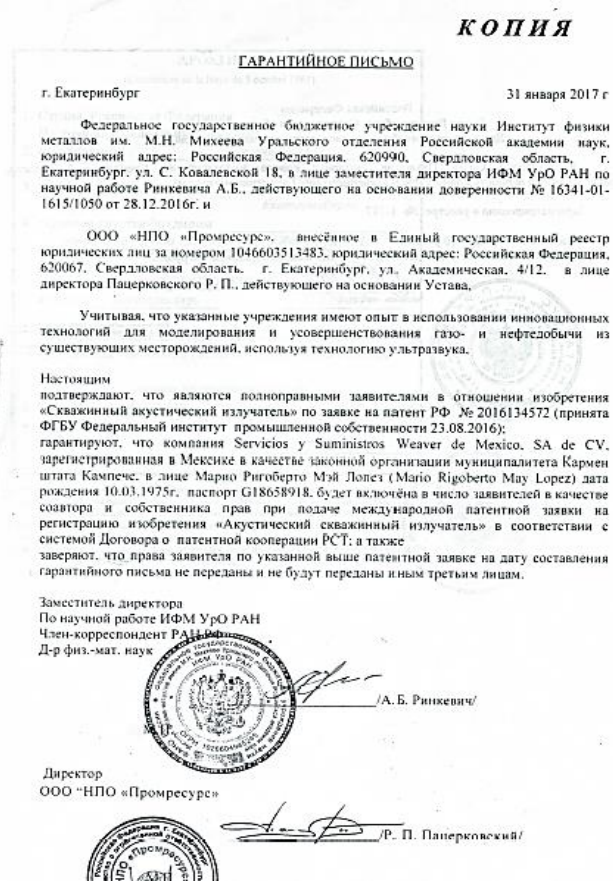 КОПИЯ
ГАРАНТИЙНОЕ ПИСЬМО
г. Екатеринбург 31 января 2017 г
Федеральное государственное бюджетное учреждение науки Институт физики
металлов им. М.Н. Михеева Уральского отделения Российской академии наук,
юридический адрес: Российская Федерация, 620990, Свердловская область, г.
Екатеринбург, ул. С. Ковалевской 18, в лице заместителя директора ИФМ УрО РАН по
научной работе Ринкевича А.Б., действующего на основании доверенности № 16341-01-
1615/1050 от 28.12.2016г. и
ООО «НПО «Промресурс», внесённое в Единый государственный реестр
юридических лиц за номером 1046603513483, юридический адрес: Российская Федерация,
620067, Свердловская область, г. Екатеринбург, ул. Академическая, 4/12, в лице
директора Пацерковского Р. П., действующего на основании Устава,
Учитывая, что указанные учреждения имеют опыт в использовании инновационных
технологий для моделирования и усовершенствования газо- и нефтедобычи из
существующих месторождений, используя технологию ультразвука,
Настоящим
подтверждают, что являются полноправными заявителями в отношении изобретения
«Скважинный акустический излучатель» по заявке на патент РФ № 2016134572 (принята
ФГБУ Федеральный институт промышленной собственности 23.08.2016);
гарантируют, что компания Servicios y Suministros Weaver de Mexico, SA de CV,
зарегистрированная в Мексике в качестве законной организации муниципалитета Кармен
штата Кампече, в лице Марио Ригоберто Мэй Лопез (Mario Rigoberto May Lopez) дата
рождения 10.03.1975г. паспорт G18658918, будет включёна в число заявителей в качестве
соавтора и собственника прав при подаче международной патентной заявки на
регистрацию изобретения «Акустический скважинный излучатель» в соответствии с
системой Договора о патентной кооперации РСТ; а также
заверяют, что права заявителя по указанной выше патентной заявке на дату составления
гарантийного письма не переданы и не будут переданы иным третьим лицам.
Заместитель директора
По научной работе ИФМ УрО РАН
Член-корреспондент РАН РФ
Д-р физ.-мат. наук
ИФМ УрО РАН
/А. Б. Ринкевич/
Директор
ООО "НПО «Промресурс»
/Р. П. Пацерковский/